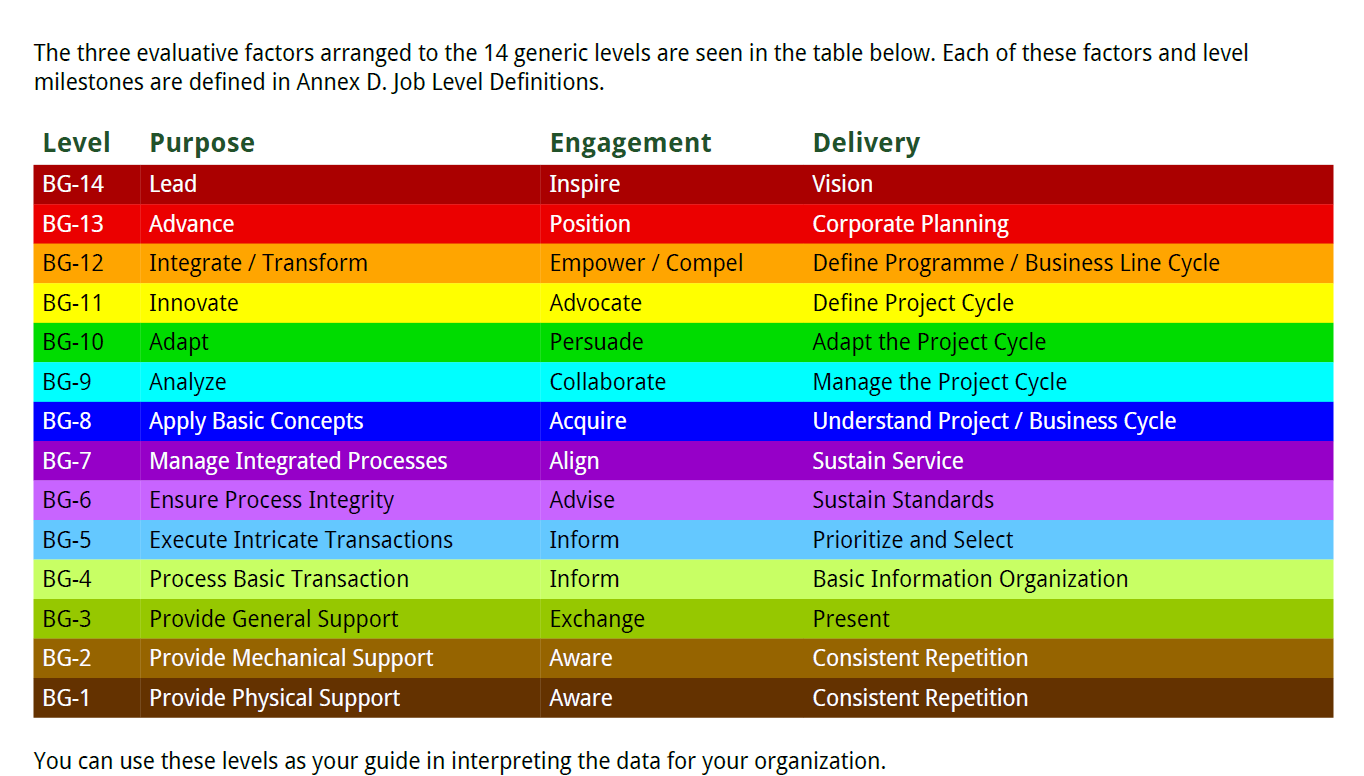 The three evaluative factors arranged to the 14 generic levels are seen in the table below. Each of these factors and level
milestones are defined in Annex D. Job Level Definitions.
Level Purpose Engagement Delivery
BG-14 Lead Inspire Vision
BG-13 Advance Position Corporate Planning
BG-12 Integrate / Transform Empower / Compel Define Programme / Business Line Cycle
BG-11 Innovate Advocate Define Project Cycle
BG-10 Adapt Persuade Adapt the Project Cycle
BG-9 Analyze Collaborate Manage the Project Cycle
BG-8 Apply Basic Concepts Acquire Understand Project / Business Cycle
BG-7 Manage Integrated Processes Align Sustain Service
BG-6 Ensure Process Integrity Advise Sustain Standards
BG-5 Execute Intricate Transactions Inform Prioritize and Select
BG-4 Process Basic Transaction Inform Basic Information Organization
BG-3 Provide General Support Exchange Present
BG-2 Provide Mechanical Support Aware Consistent Repetition
BG-1 Provide Physical Support Aware Consistent Repetition
You can use these levels as your guide in interpreting the data for your organization.